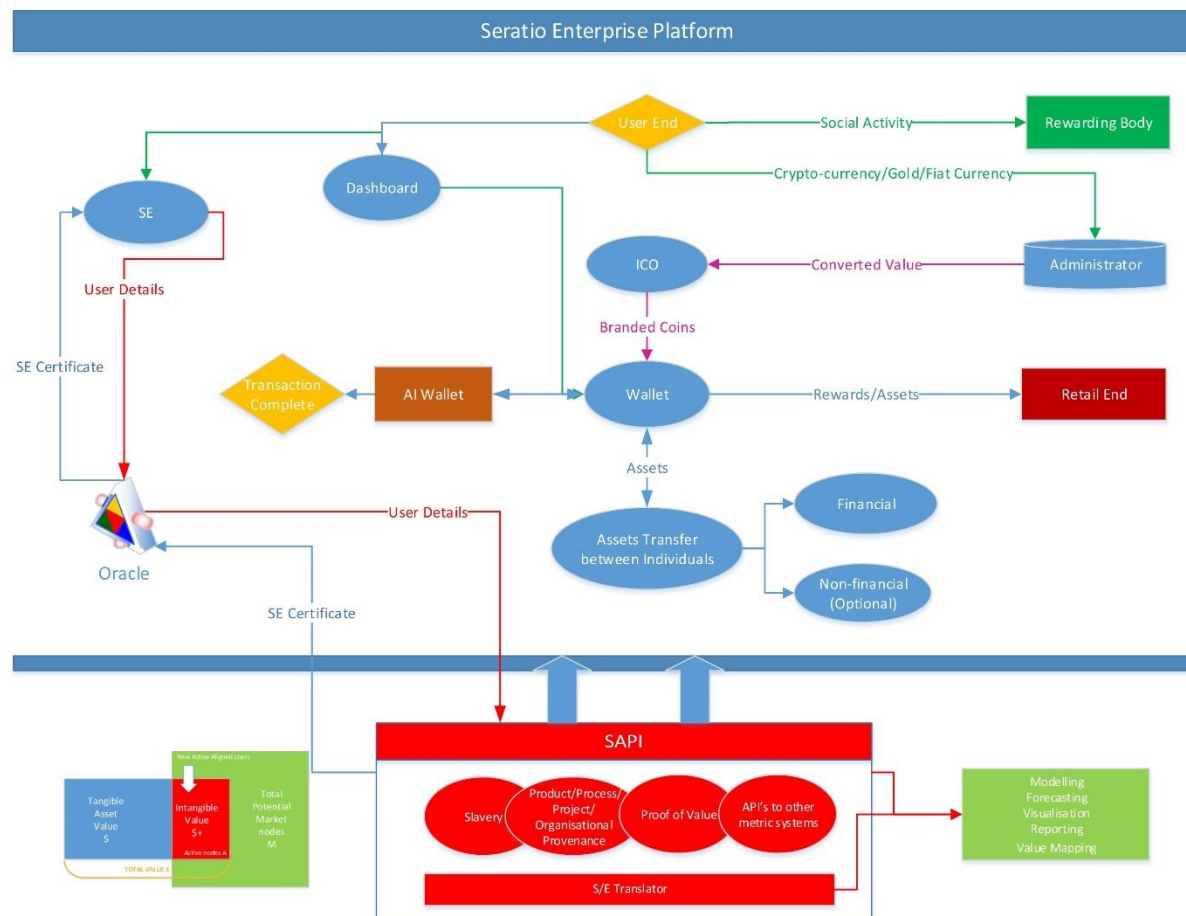 Seratio Enterprise Platform
User End
Social Activity
Rewarding Body
Crypto-currency/Gold/Fiat Currency
Dashboard
SE
ICO
Converted Value
Administrator
User Details
Branded Coins
SE Certificate
Transaction
Complete
AI Wallet
Wallet
Rewards/Assets
Retail End
Assets
Financial
User Details
Assets Transfer
between Individuals
Oracle
Non-financial
(Optional)
SE Certificate
SAPI
New Active Aligned Users
Tangible
Asset
Value
$
Intangible
Value
$+
Active nodes A
Total
Potential
Market
nodes
M
TOTAL VALUE E
Slavery
Product/Process/
Project/
Organisational
Provenance
Proof of Value
API's to other
metric systems
S/E Translator
Modelling
Forecasting
Visualisation
Reporting
Value Mapping